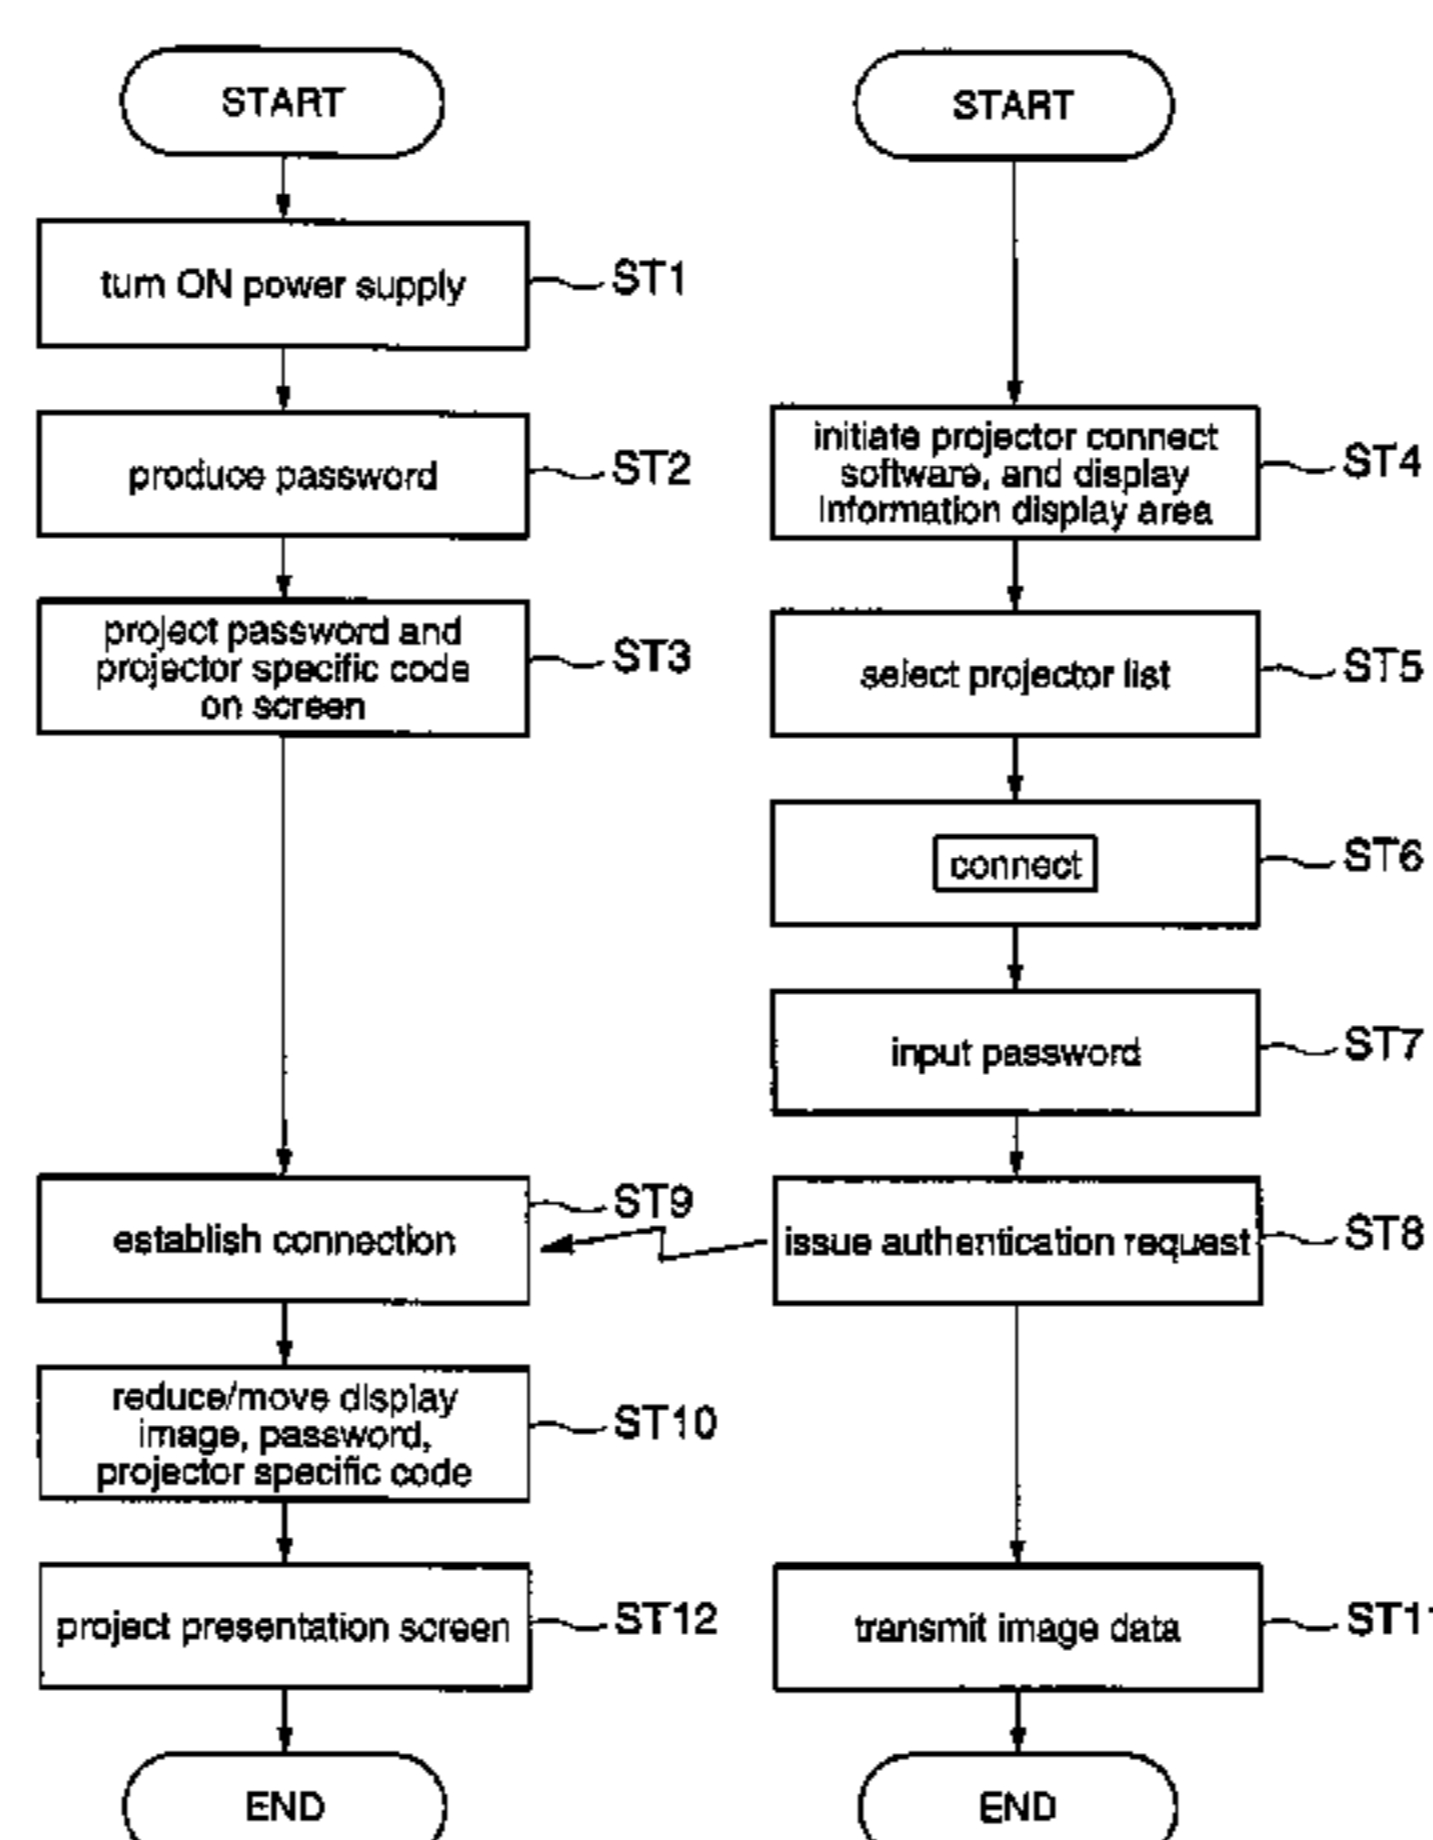 START
turn ON power supply
ST1
produce password
ST2
project password and
projector specific code
on screen
ST3
establish connection
ST9
reduce/move display
image, password,
projector specific code
ST10
project presentation screen
ST12
END
START
initiate projector connect
software, and display
information display area
ST4
select projector list
ST5
connect
ST6
input password
ST7
issue authentication request
ST8
transmit image data
ST11
END